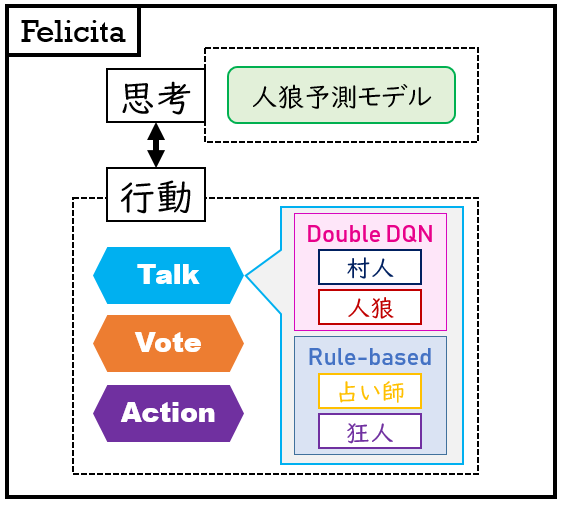 Felicita
思考
人狼予測モデル
行動
Talk
Vote
Action
Double DQN
村人
人狼
Rule-based
占い師
狂人